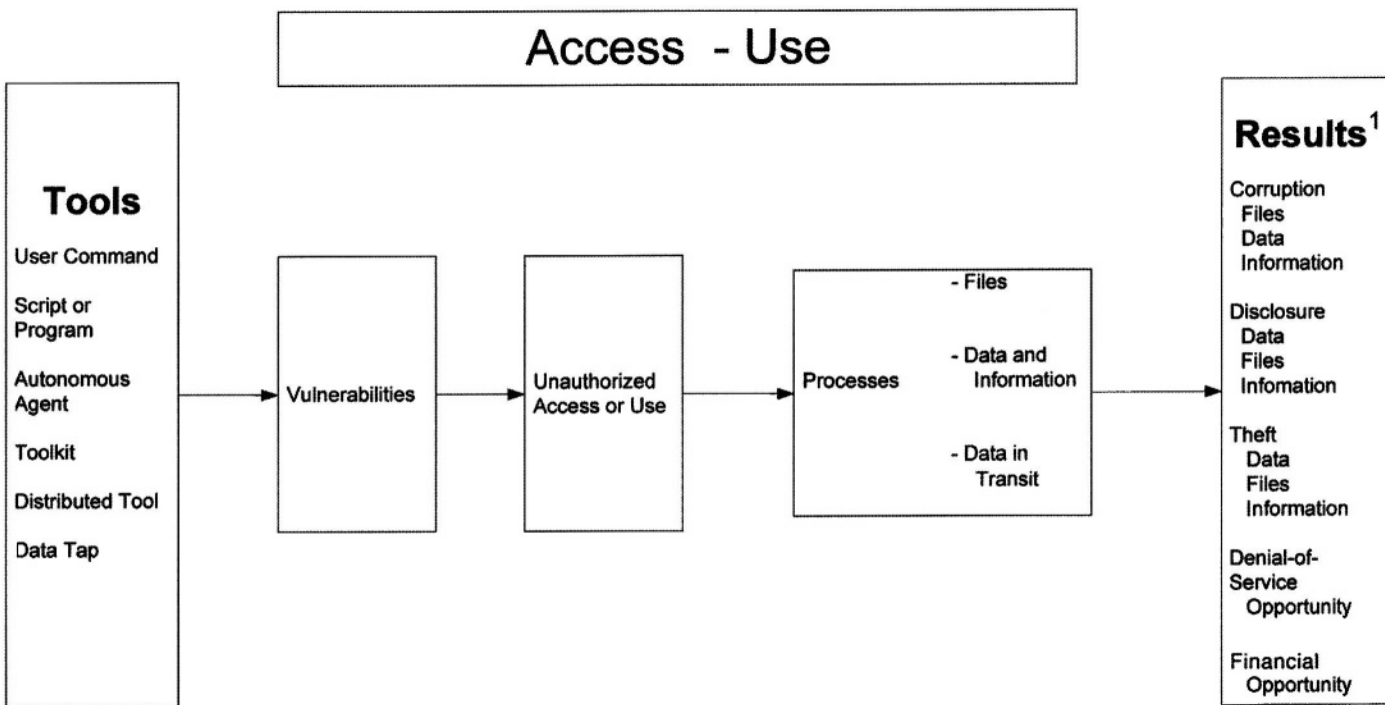 Access - Use
Tools
User Command
Script or
Program
Autonomous
Agent
Toolkit
Distributed Tool
Data Tap
Vulnerabilities
Unauthorized
Access or Use
Processes
- Files
- Data and
Information
- Data in
Transit
Results¹
Corruption
Files
Data
Information
Disclosure
Data
Files
Infomation
Theft
Data
Files
Information
Denial-of-
Service
Opportunity
Financial
Opportunity